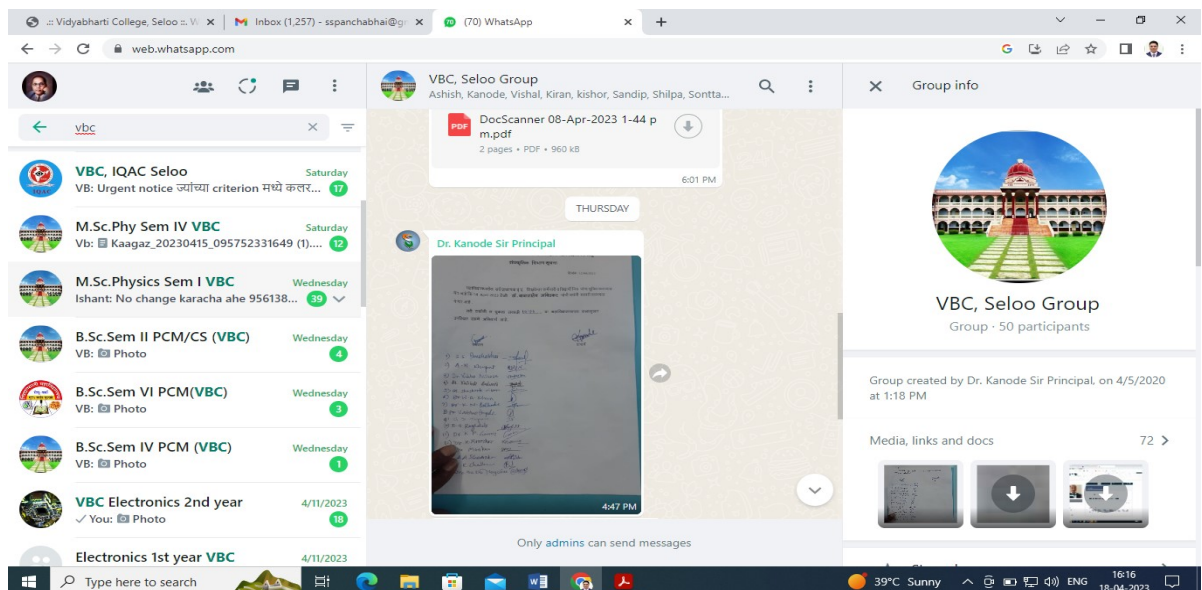 .:: Vidyabharti College, Seloo ::. V
Inbox (1,257) - sspanchabhai@g
(70) WhatsApp
web.whatsapp.com
vbc
VBC, IQAC Seloo
Saturday
VB: Urgent notice ज्यांच्या criterion मध्ये कलर...
17
M.Sc.Phy Sem IV VBC
Saturday
Vb: Kaagaz_20230415_095752331649 (1)....
12
M.Sc.Physics Sem I VBC
Wednesday
Ishant: No change karacha ahe 956138...
39
B.Sc.Sem II PCM/CS (VBC)
Wednesday
VB: Photo
4
B.Sc.Sem VI PCM(VBC)
Wednesday
VB: Photo
3
B.Sc.Sem IV PCM (VBC)
Wednesday
VB: Photo
1
VBC Electronics 2nd year
4/11/2023
You: Photo
18
Electronics 1st year VBC
4/11/2023
VBC, Seloo Group
Ashish, Kanode, Vishal, Kiran, kishor, Sandip, Shilpa, Sontta...
PDF
DocScanner 08-Apr-2023 1-44 p
m.pdf
2 pages • PDF • 960 kB
6:01 PM
THURSDAY
Dr. Kanode Sir Principal
4:47 PM
Only admins can send messages
Group info
VBC, Seloo Group
Group · 50 participants
Group created by Dr. Kanode Sir Principal, on 4/5/2020
at 1:18 PM
Media, links and docs
72
Type here to search
39°C Sunny
ENG
16:16
18-04-2023